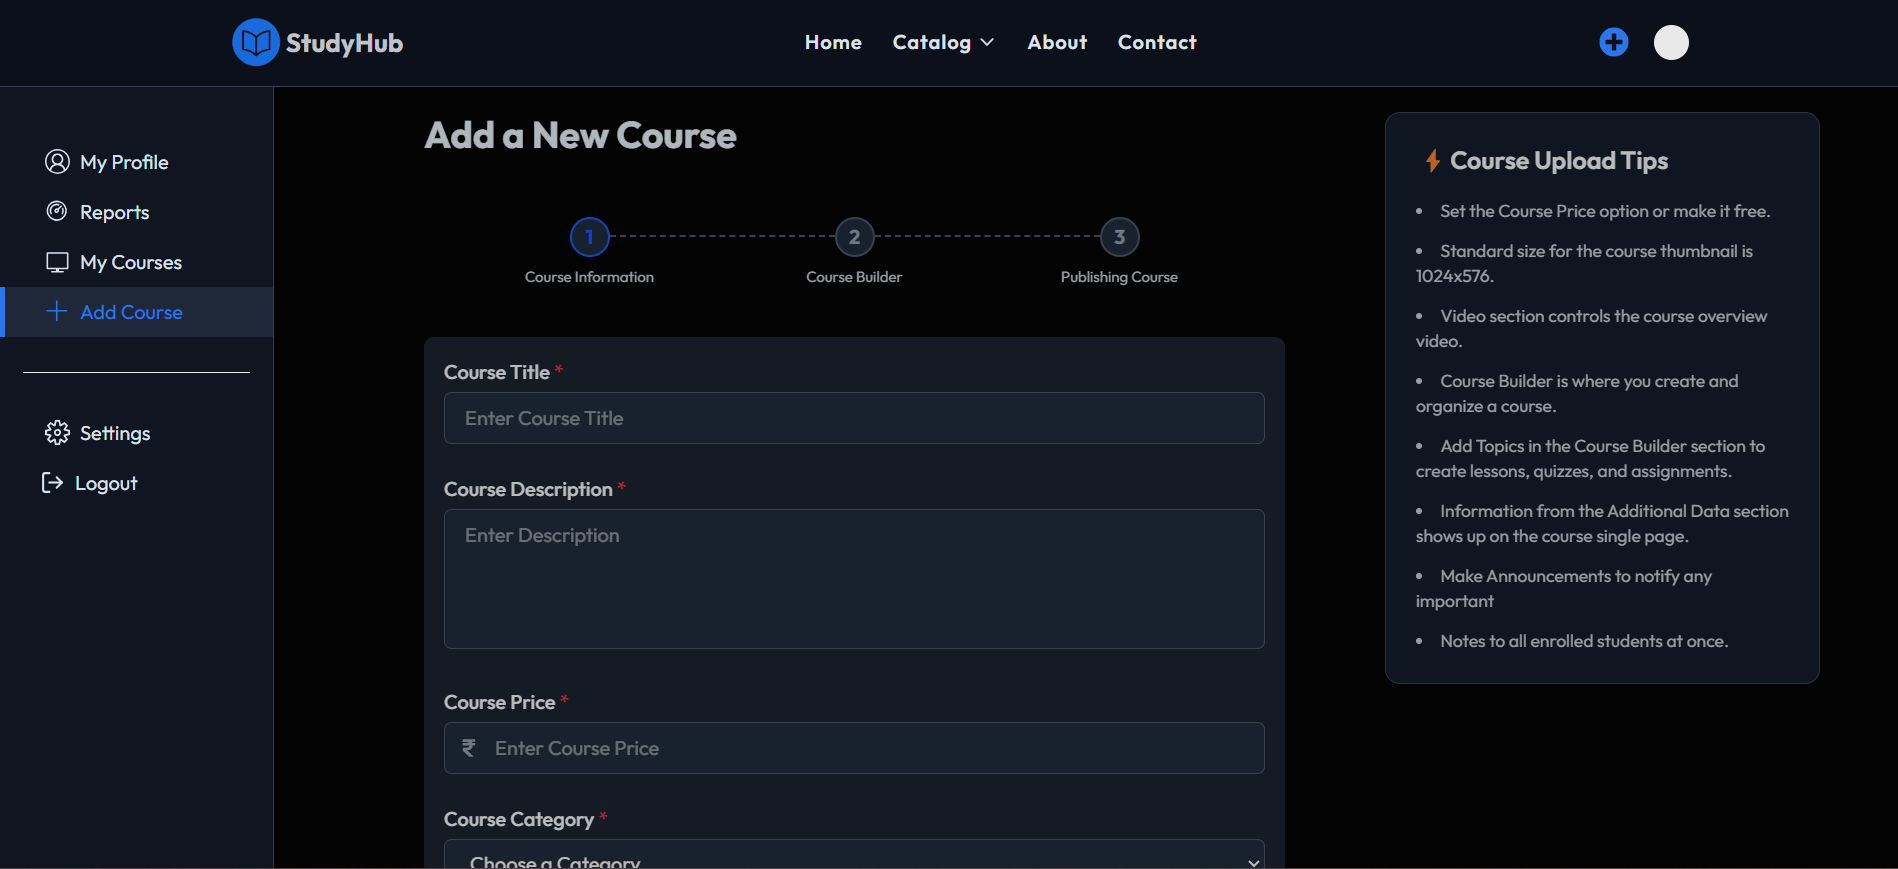 StudyHub
Home Catalog About Contact
My Profile
Reports
My Courses
Add Course
Settings
Logout
Add a New Course
1 2 3
Course Information Course Builder Publishing Course
Course Title *
Enter Course Title
Course Description *
Enter Description
Course Price *
₹ Enter Course Price
Course Category *
Choose a Category
Course Upload Tips
• Set the Course Price option or make it free.
• Standard size for the course thumbnail is
1024x576.
• Video section controls the course overview
video.
• Course Builder is where you create and
organize a course.
• Add Topics in the Course Builder section to
create lessons, quizzes, and assignments.
• Information from the Additional Data section
shows up on the course single page.
• Make Announcements to notify any
important
• Notes to all enrolled students at once.